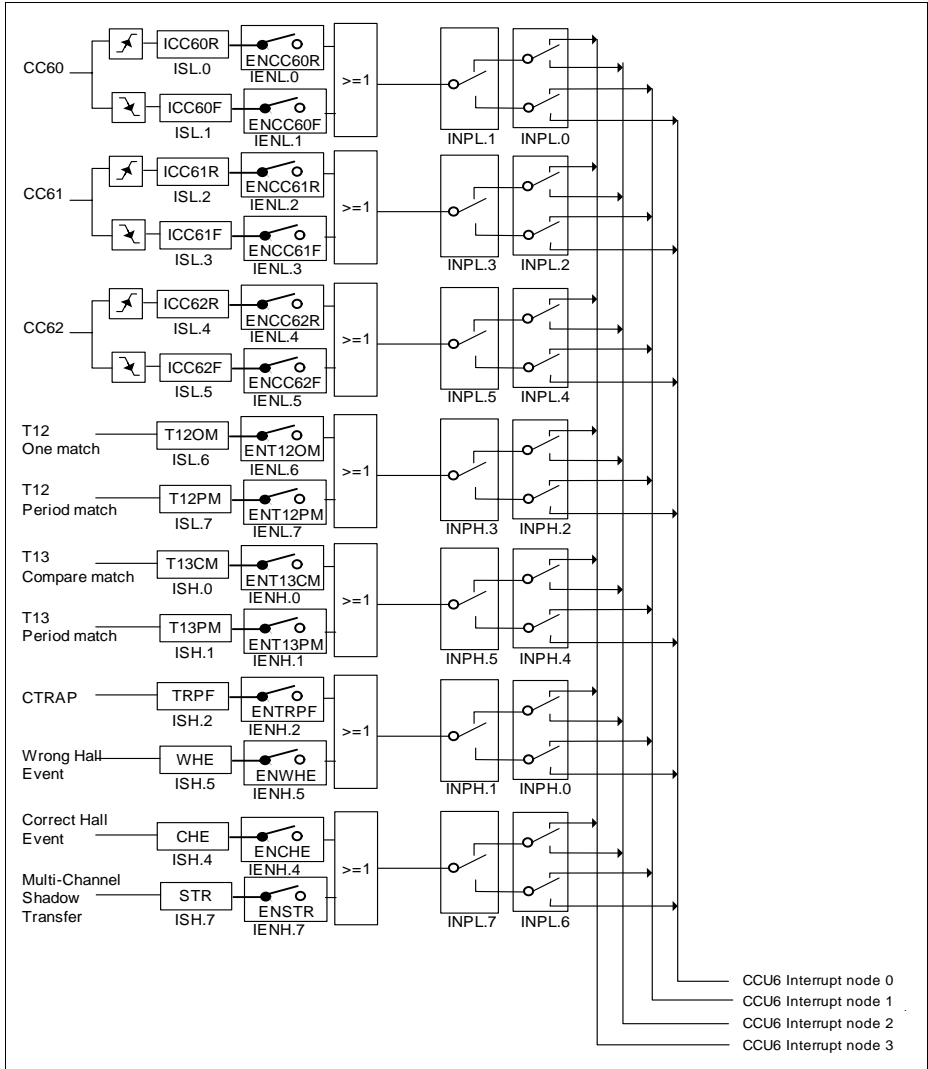 CC60
ICC60R
ISL.0
ENCC60R
IENL.0
ICC60F
ISL.1
ENCC60F
IENL.1
>=1
INPL.1
INPL.0
CC61
ICC61R
ISL.2
ENCC61R
IENL.2
ICC61F
ISL.3
ENCC61F
IENL.3
>=1
INPL.3
INPL.2
CC62
ICC62R
ISL.4
ENCC62R
IENL.4
ICC62F
ISL.5
ENCC62F
IENL.5
>=1
INPL.5
INPL.4
T12
One match
T12OM
ISL.6
ENT12OM
IENL.6
T12
Period match
T12PM
ISL.7
ENT12PM
IENL.7
>=1
INPH.3
INPH.2
T13
Compare match
T13CM
ISH.0
ENT13CM
IENH.0
T13
Period match
T13PM
ISH.1
ENT13PM
IENH.1
>=1
INPH.5
INPH.4
CTRAP
TRPF
ISH.2
ENTRPF
IENH.2
Wrong Hall
Event
WHE
ISH.5
ENWHE
IENH.5
>=1
INPH.1
INPH.0
Correct Hall
Event
CHE
ISH.4
ENCHE
IENH.4
Multi-Channel
Shadow
Transfer
STR
ISH.7
ENSTR
IENH.7
>=1
INPL.7
INPL.6
CCU6 Interrupt node 0
CCU6 Interrupt node 1
CCU6 Interrupt node 2
CCU6 Interrupt node 3